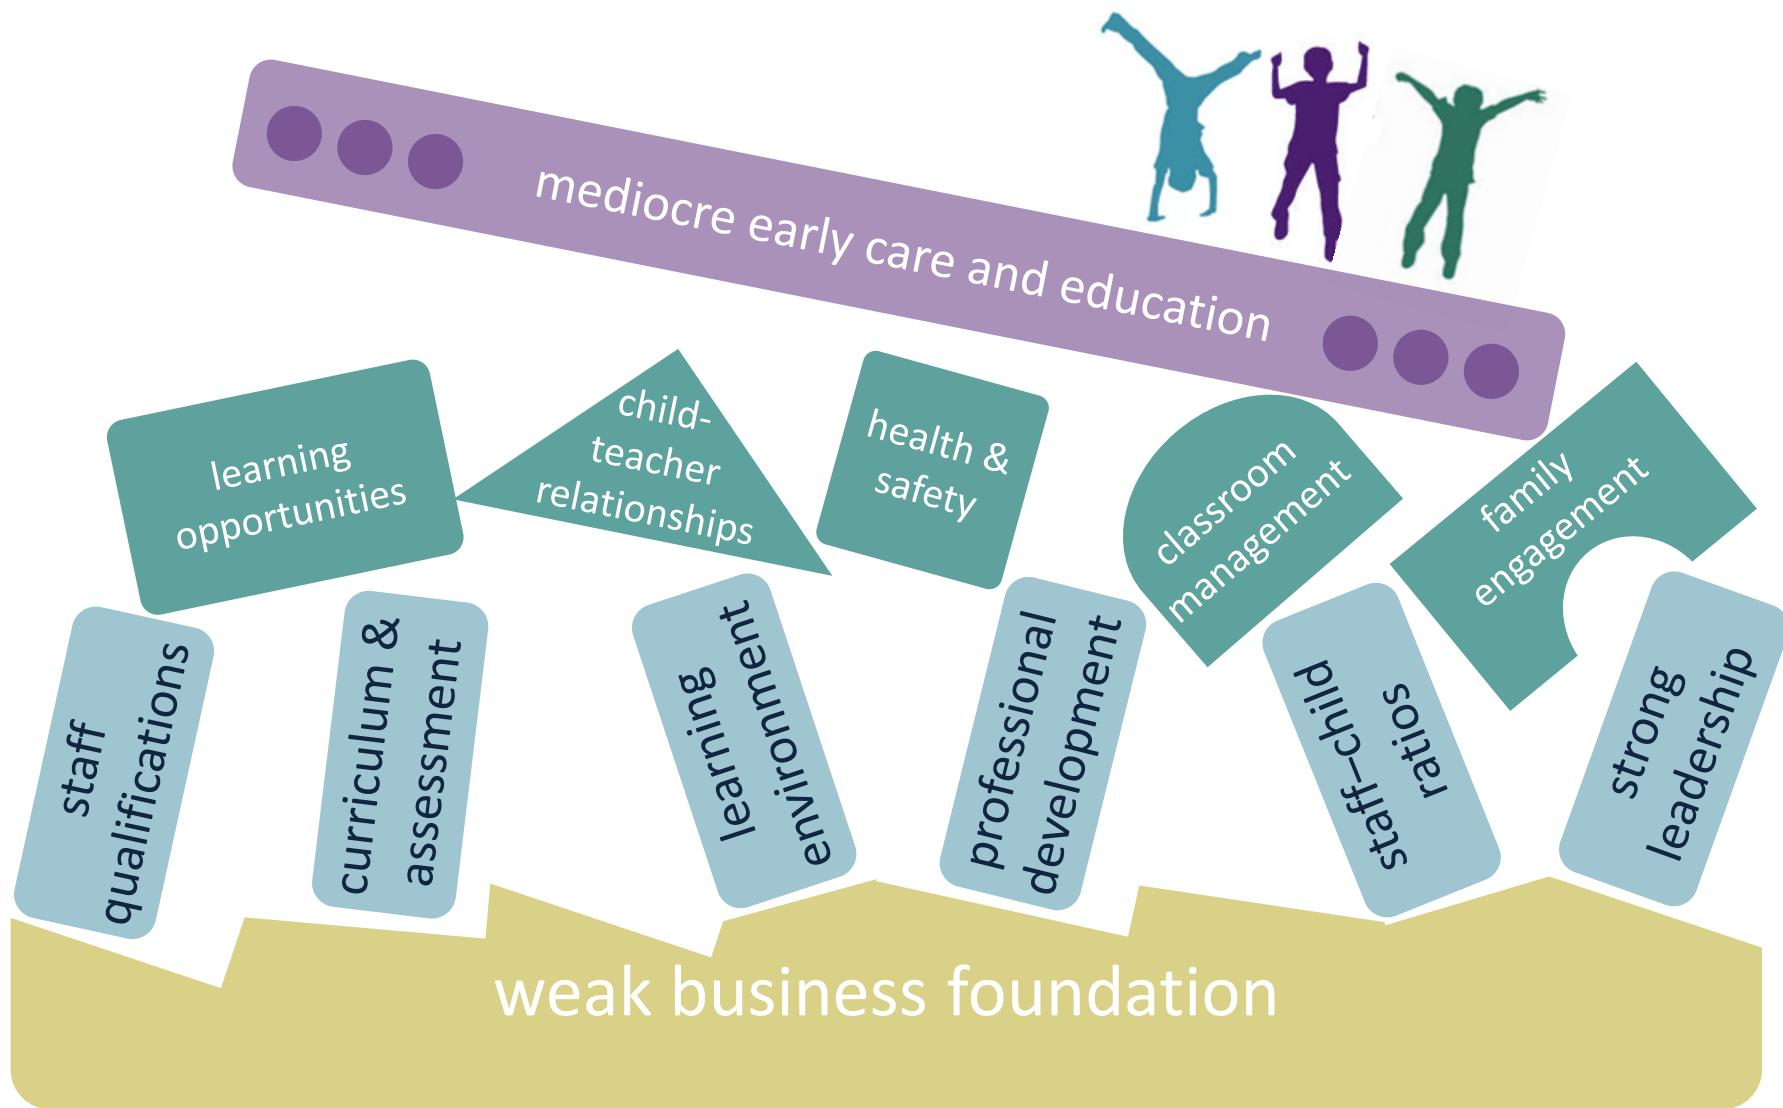 mediocre early care and education
learning
opportunities
child-
teacher
relationships
health &
safety
classroom
management
family
engagement
staff
qualifications
curriculum &
assessment
learning
environment
professional
development
staff–child
ratios
strong
leadership
weak business foundation